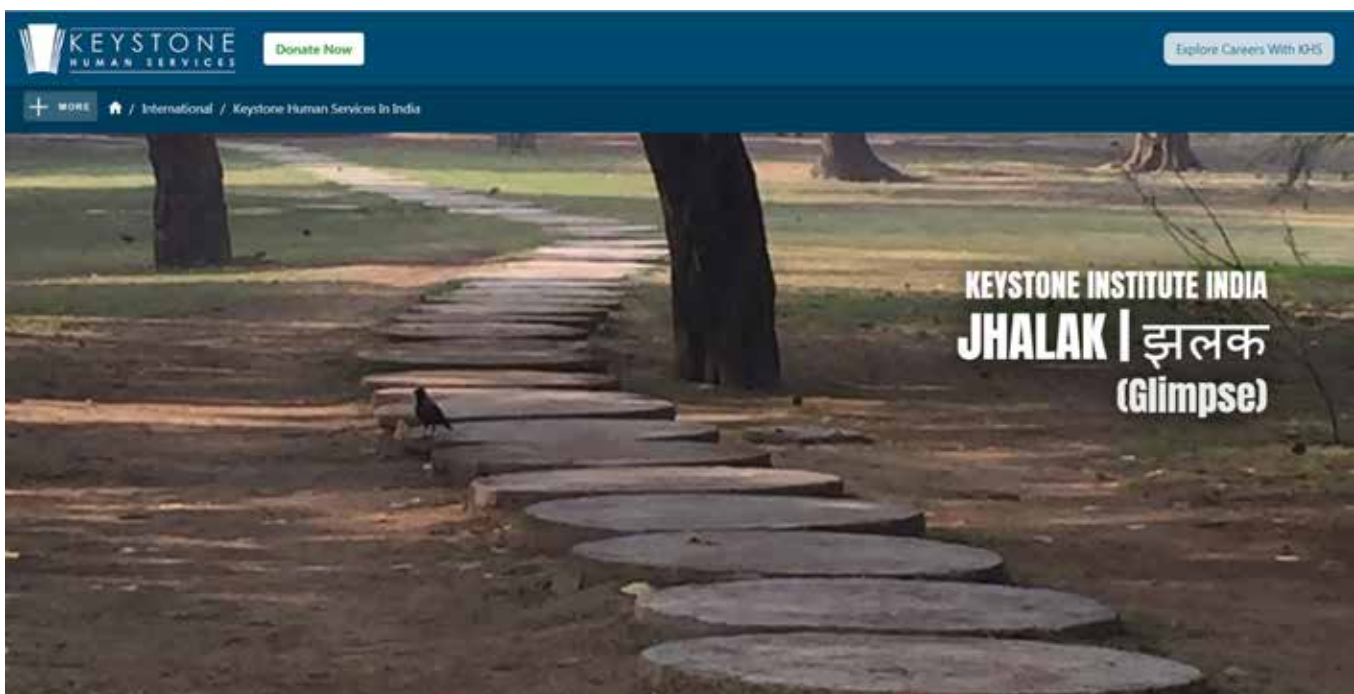 KEYSTONE
HUMAN SERVICES
Donate Now
Explore Careers With KHS
+ MORE
/ International / Keystone Human Services In India
KEYSTONE INSTITUTE INDIA
JHALAK | झलक
(Glimpse)